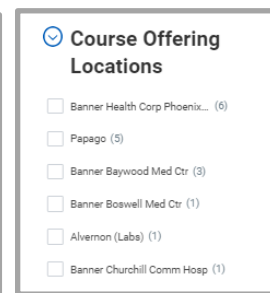 Course Offering
Locations
Banner Health Corp Phoenix... (6)
Papago (5)
Banner Baywood Med Ctr (3)
Banner Boswell Med Ctr (1)
Alvernon (Labs) (1)
Banner Churchill Comm Hosp (1)